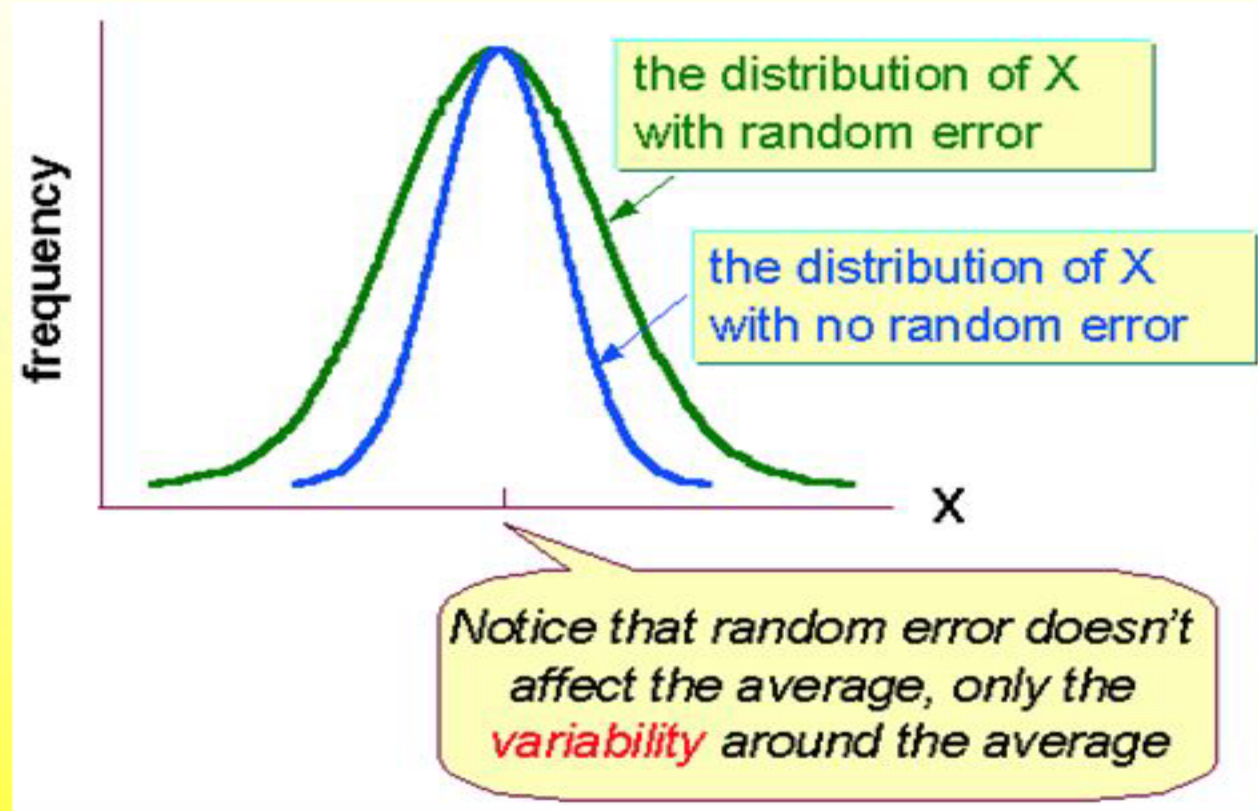 the distribution of X
with random error
the distribution of X
with no random error
frequency
X
Notice that random error doesn't
affect the average, only the
variability around the average